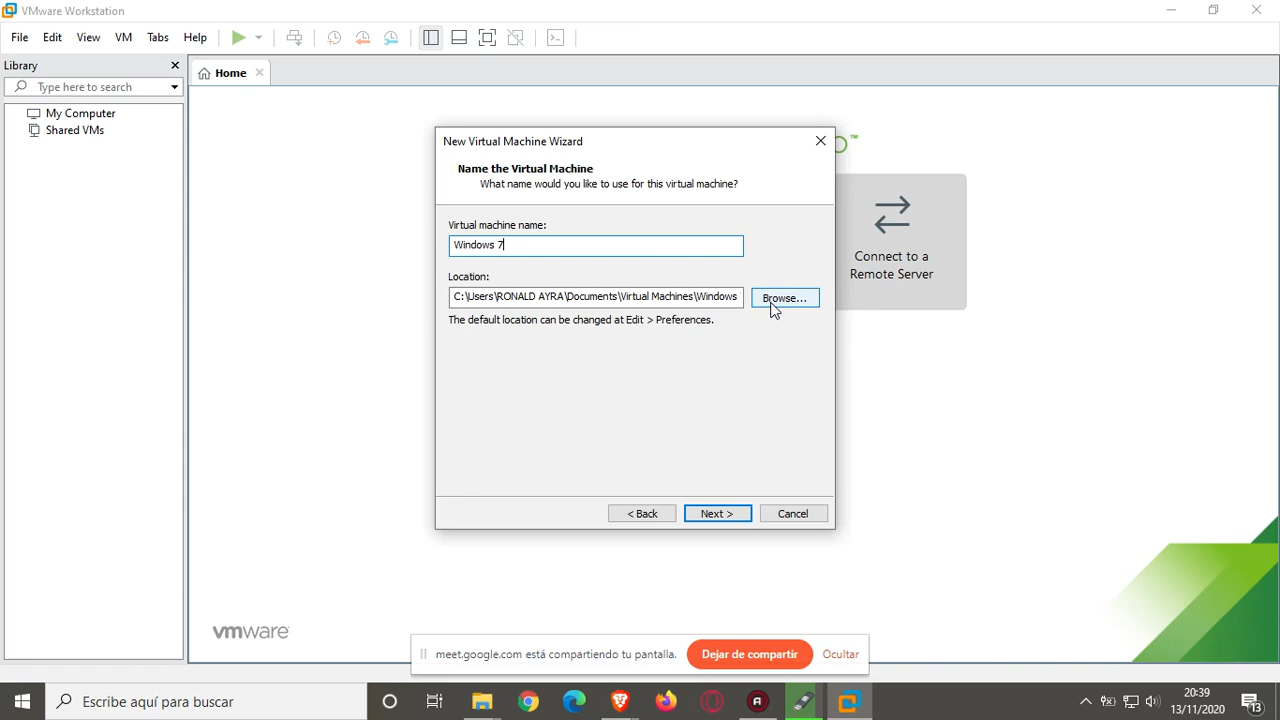 VMware Workstation
File Edit View VM Tabs Help
Library
Type here to search
My Computer
Shared VMs
Home
™
New Virtual Machine Wizard
Name the Virtual Machine
What name would you like to use for this virtual machine?
Virtual machine name:
Windows 7
Location:
C:\Users\RONALD AYRA\Documents\Virtual Machines\Windows
Browse...
The default location can be changed at Edit > Preferences.
< Back
Next >
Cancel
Connect to a
Remote Server
vmware
meet.google.com está compartiendo tu pantalla.
Dejar de compartir
Ocultar
Escribe aquí para buscar
20:39
13/11/2020
13